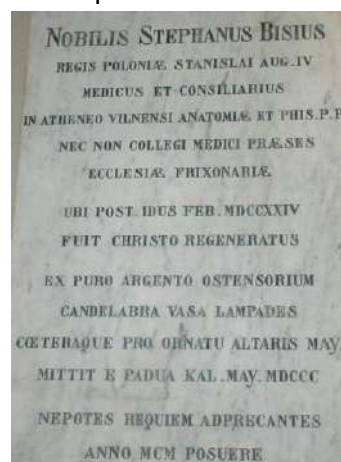 NOBILIS STEPHANUS BISIUS
REGIS POLONIÆ STANISLAI AUG. IV
MEDICUS ET CONSILIARIUS
IN ATHENEO VILNENSI ANATOMIÆ ET PHIS. P. P
NEC NON COLLEGI MEDICI PRÆSES
ECCLESIÆ FRIXONARIÆ
UBI POST. IDUS FEB. MDCCXXIV
FUIT CHRISTO REGENERATUS
EX PURO ARGENTO OSTENSORIUM
CANDELABRA VASA LAMPADES
CŒTERAQUE PRO ORNATU ALTARIS MAY.
MITTIT E PADUA KAL. MAY. MDCCC
NEPOTES REQUIEM ADPRECANTES
ANNO MCM POSUERE